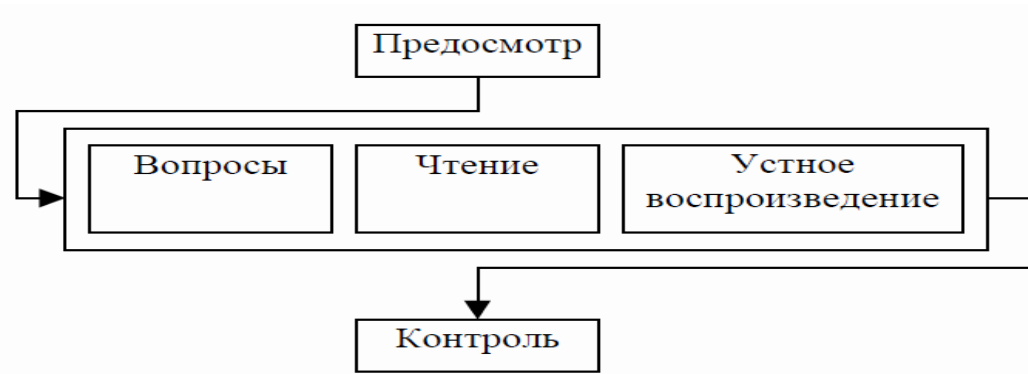 Предосмотр
Вопросы
Чтение
Устное
воспроизведение
Контроль